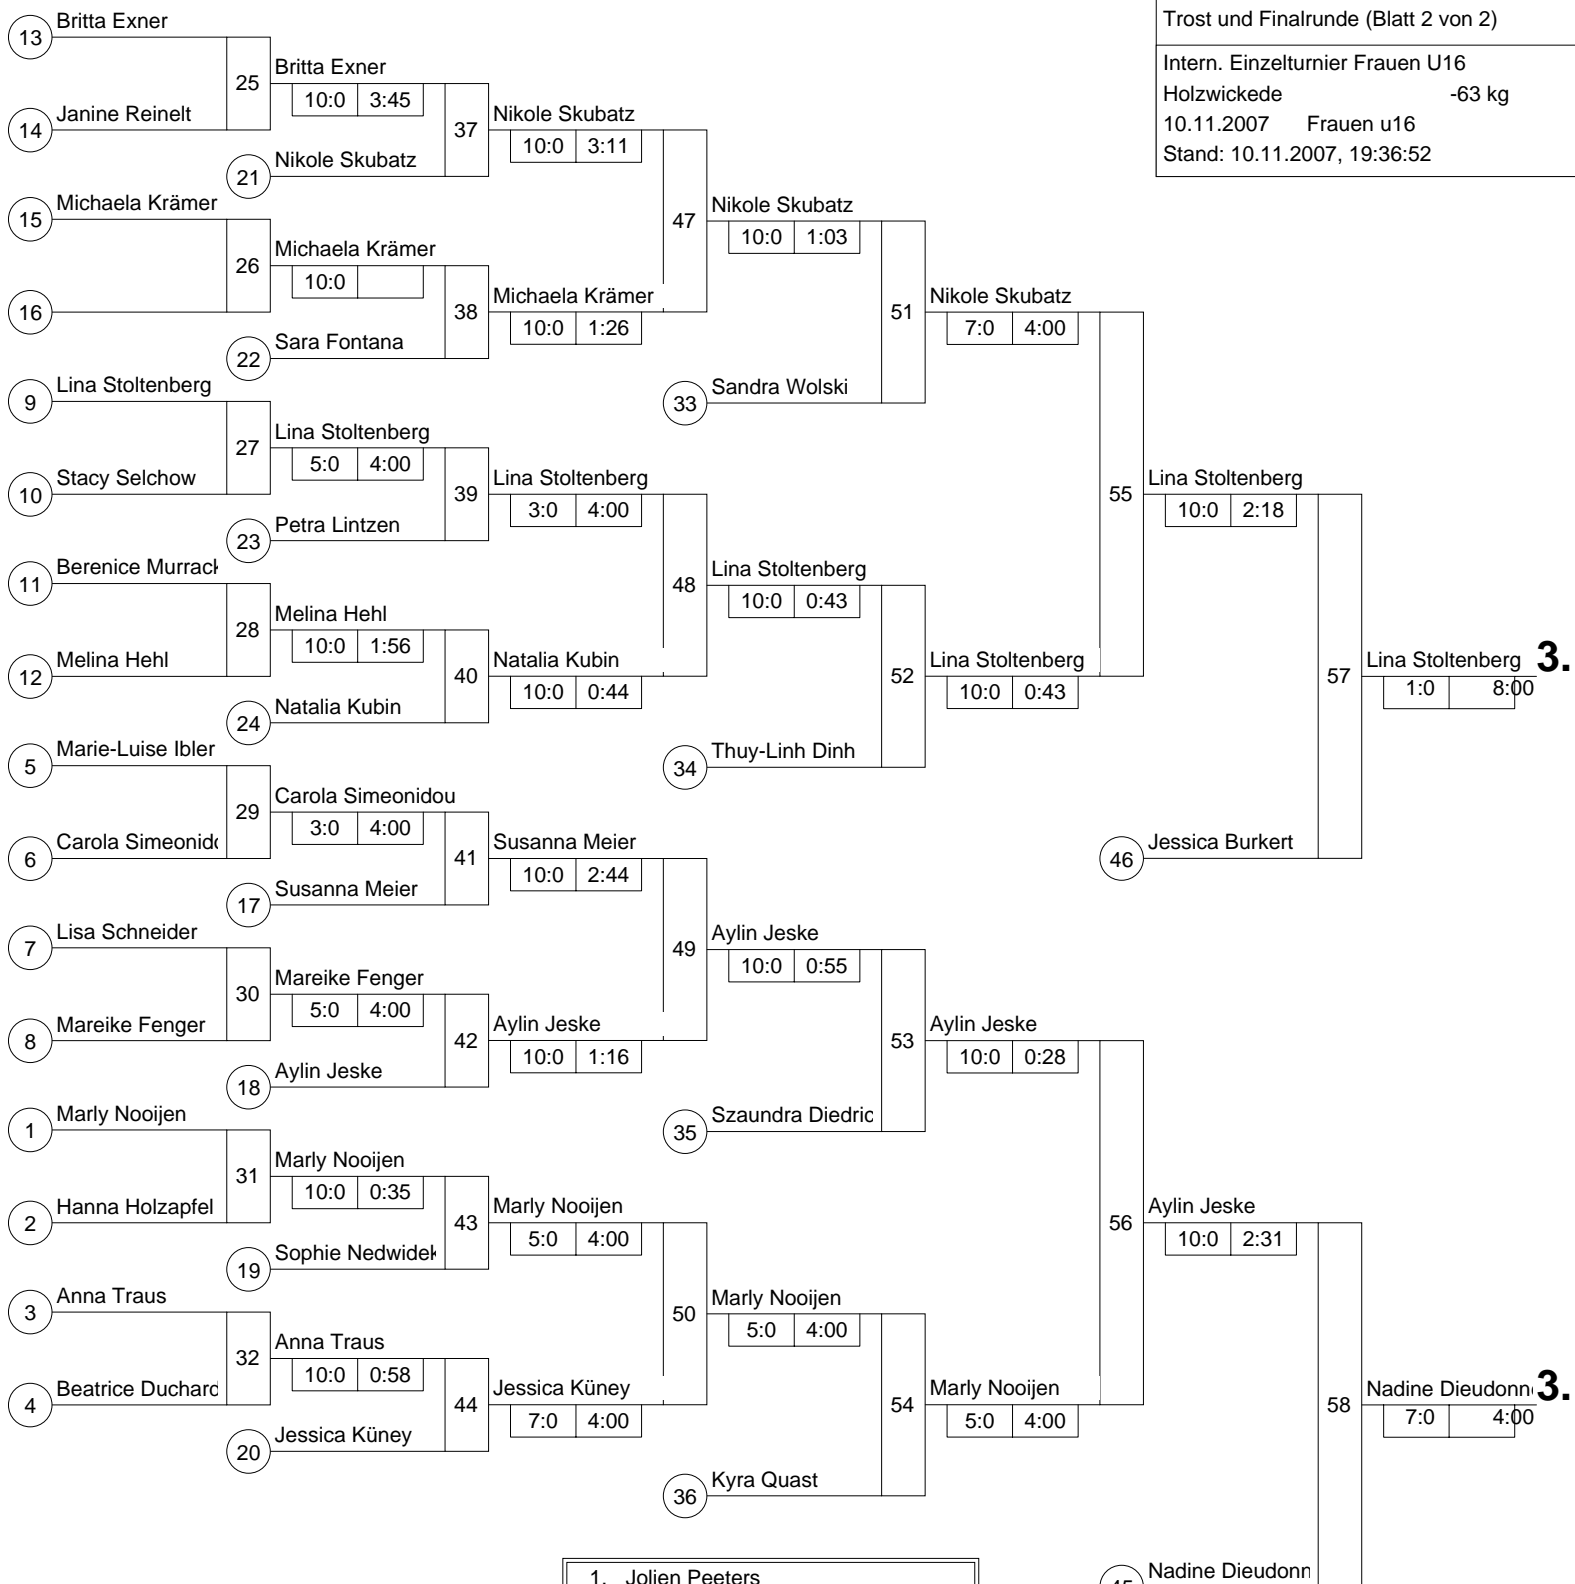 Trost und Finalrunde (Blatt 2 von 2)
Intern. Einzelturnier Frauen U16
Holzwickede -63 kg
10.11.2007 Frauen u16
Stand: 10.11.2007, 19:36:52
13 Britta Exner
25 Britta Exner
10:0 3:45
14 Janine Reinelt
37 Nikole Skubatz
10:0 3:11
21 Nikole Skubatz
15 Michaela Krämer
47 Nikole Skubatz
10:0 1:03
26 Michaela Krämer
10:0
16
38 Michaela Krämer
10:0 1:26
51 Nikole Skubatz
7:0 4:00
22 Sara Fontana
9 Lina Stoltenberg
33 Sandra Wolski
27 Lina Stoltenberg
5:0 4:00
10 Stacy Selchow
39 Lina Stoltenberg
3:0 4:00
55 Lina Stoltenberg
10:0 2:18
23 Petra Lintzen
11 Berenice Murrack
48 Lina Stoltenberg
10:0 0:43
28 Melina Hehl
10:0 1:56
12 Melina Hehl
40 Natalia Kubin
10:0 0:44
52 Lina Stoltenberg
10:0 0:43
57 Lina Stoltenberg 3.
1:0 8:00
24 Natalia Kubin
5 Marie-Luise Ibler
34 Thuy-Linh Dinh
29 Carola Simeonidou
3:0 4:00
6 Carola Simeonido
41 Susanna Meier
10:0 2:44
46 Jessica Burkert
17 Susanna Meier
7 Lisa Schneider
49 Aylin Jeske
10:0 0:55
30 Mareike Fenger
5:0 4:00
8 Mareike Fenger
42 Aylin Jeske
10:0 1:16
53 Aylin Jeske
10:0 0:28
18 Aylin Jeske
1 Marly Nooijen
35 Szaundra Diedric
31 Marly Nooijen
10:0 0:35
2 Hanna Holzapfel
43 Marly Nooijen
5:0 4:00
56 Aylin Jeske
10:0 2:31
19 Sophie Nedwidek
3 Anna Traus
50 Marly Nooijen
5:0 4:00
32 Anna Traus
10:0 0:58
4 Beatrice Duchard
44 Jessica Küney
7:0 4:00
54 Marly Nooijen
5:0 4:00
58 Nadine Dieudonn 3.
7:0 4:00
20 Jessica Küney
36 Kyra Quast
1. Jolien Peeters
45 Nadine Dieudonn